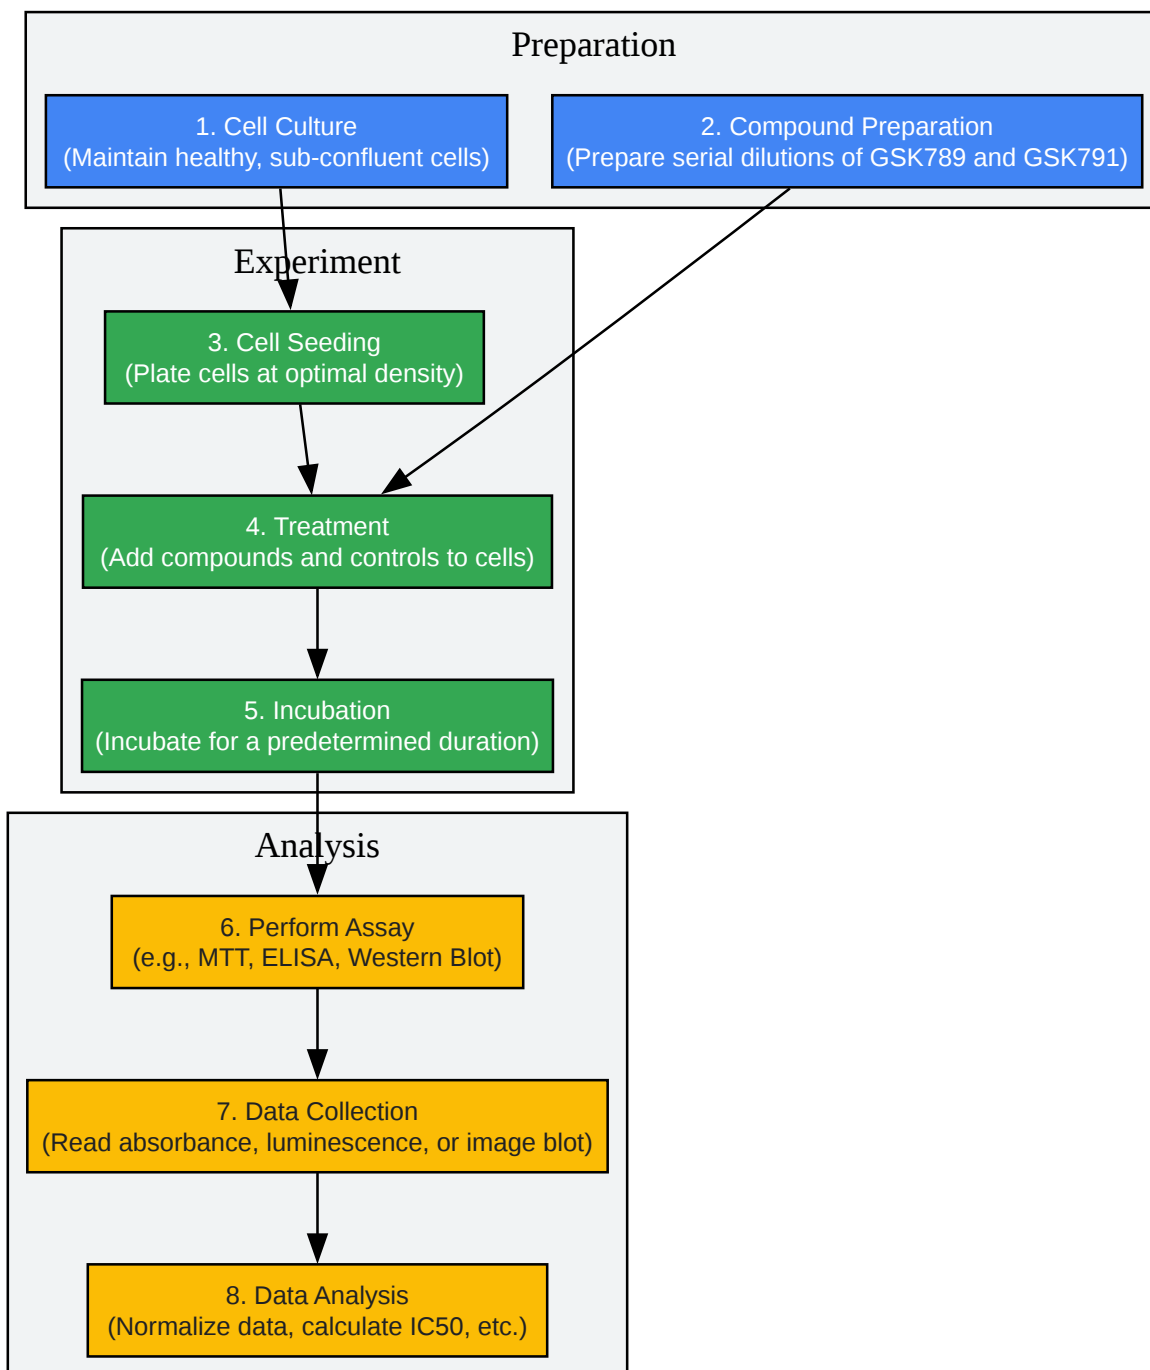 Preparation
1. Cell Culture
(Maintain healthy, sub-confluent cells)
2. Compound Preparation
(Prepare serial dilutions of GSK789 and GSK791)
Experiment
3. Cell Seeding
(Plate cells at optimal density)
4. Treatment
(Add compounds and controls to cells)
5. Incubation
(Incubate for a predetermined duration)
Analysis
6. Perform Assay
(e.g., MTT, ELISA, Western Blot)
7. Data Collection
(Read absorbance, luminescence, or image blot)
8. Data Analysis
(Normalize data, calculate IC50, etc.)